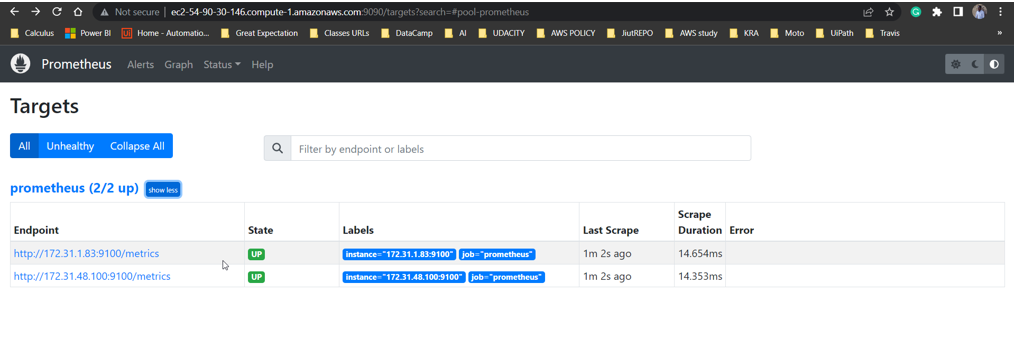 Not secure | ec2-54-90-30-146.compute-1.amazonaws.com:9090/targets?search=#pool-prometheus
Calculus Power BI Home - Automatio... Great Expectation Classes URLs DataCamp AI UDACITY AWS POLICY JiutREPO AWS study KRA Moto UiPath Travis »
Prometheus Alerts Graph Status Help
Targets
All Unhealthy Collapse All Filter by endpoint or labels
prometheus (2/2 up) show less
Endpoint State Labels Last Scrape Scrape Duration Error
http://172.31.1.83:9100/metrics UP instance="172.31.1.83:9100" job="prometheus" 1m 2s ago 14.654ms
http://172.31.48.100:9100/metrics UP instance="172.31.48.100:9100" job="prometheus" 1m 2s ago 14.353ms